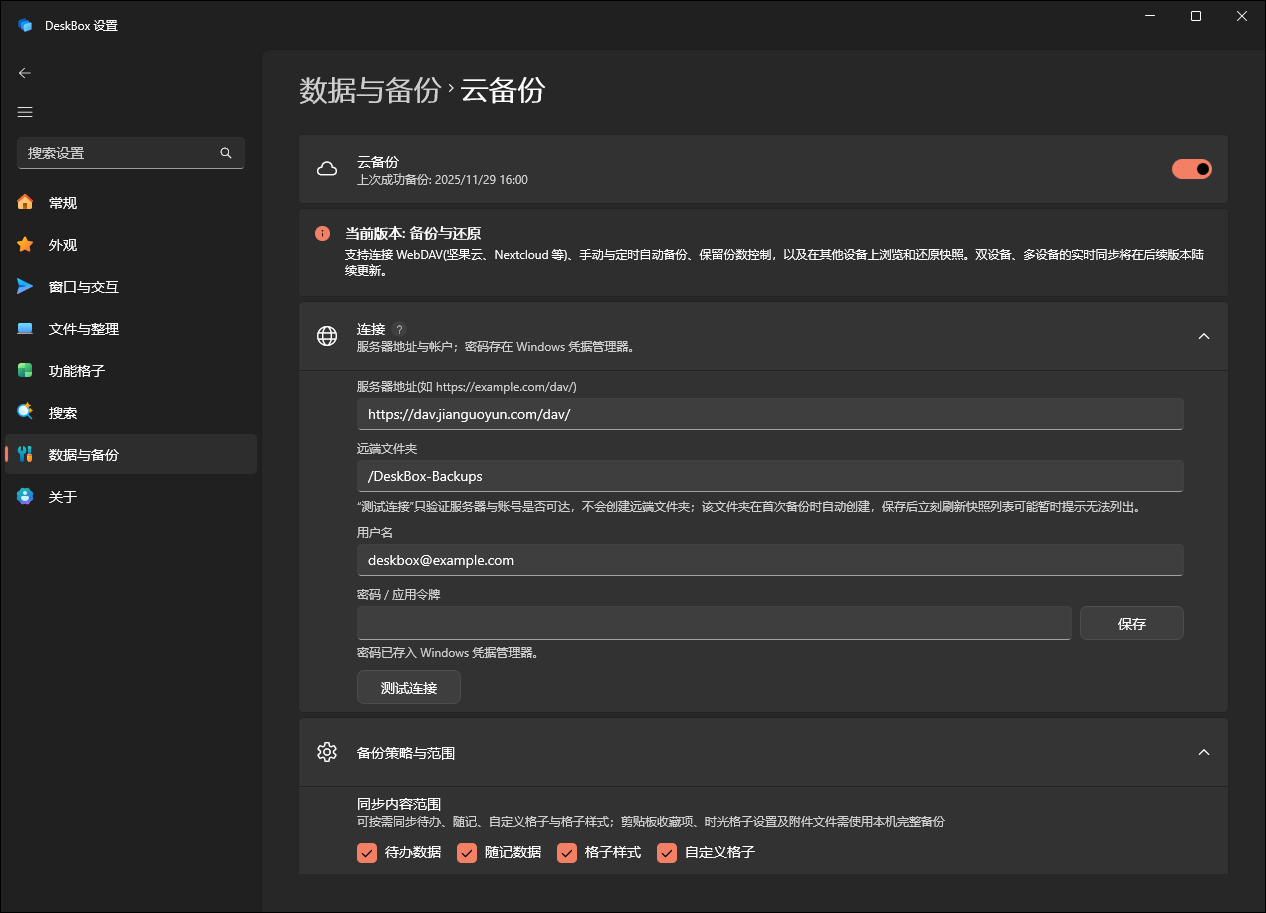 DeskBox 设置
搜索设置
常规
外观
窗口与交互
文件与整理
功能格子
搜索
数据与备份
关于
数据与备份 › 云备份
云备份
上次成功备份: 2025/11/29 16:00
当前版本: 备份与还原
支持连接 WebDAV(坚果云、Nextcloud 等)、手动与定时自动备份、保留份数控制，以及在其他设备上浏览和还原快照。双设备、多设备的实时同步将在后续版本陆
续更新。
连接 ?
服务器地址与帐户；密码存在 Windows 凭据管理器。
服务器地址(如 https://example.com/dav/)
https://dav.jianguoyun.com/dav/
远端文件夹
/DeskBox-Backups
“测试连接”只验证服务器与账号是否可达，不会创建远端文件夹；该文件夹在首次备份时自动创建，保存后立刻刷新快照列表可能暂时提示无法列出。
用户名
deskbox@example.com
密码 / 应用令牌
保存
密码已存入 Windows 凭据管理器。
测试连接
备份策略与范围
同步内容范围
可按需同步待办、随记、自定义格子与格子样式；剪贴板收藏项、时光格子设置及附件文件需使用本机完整备份
待办数据 随记数据 格子样式 自定义格子